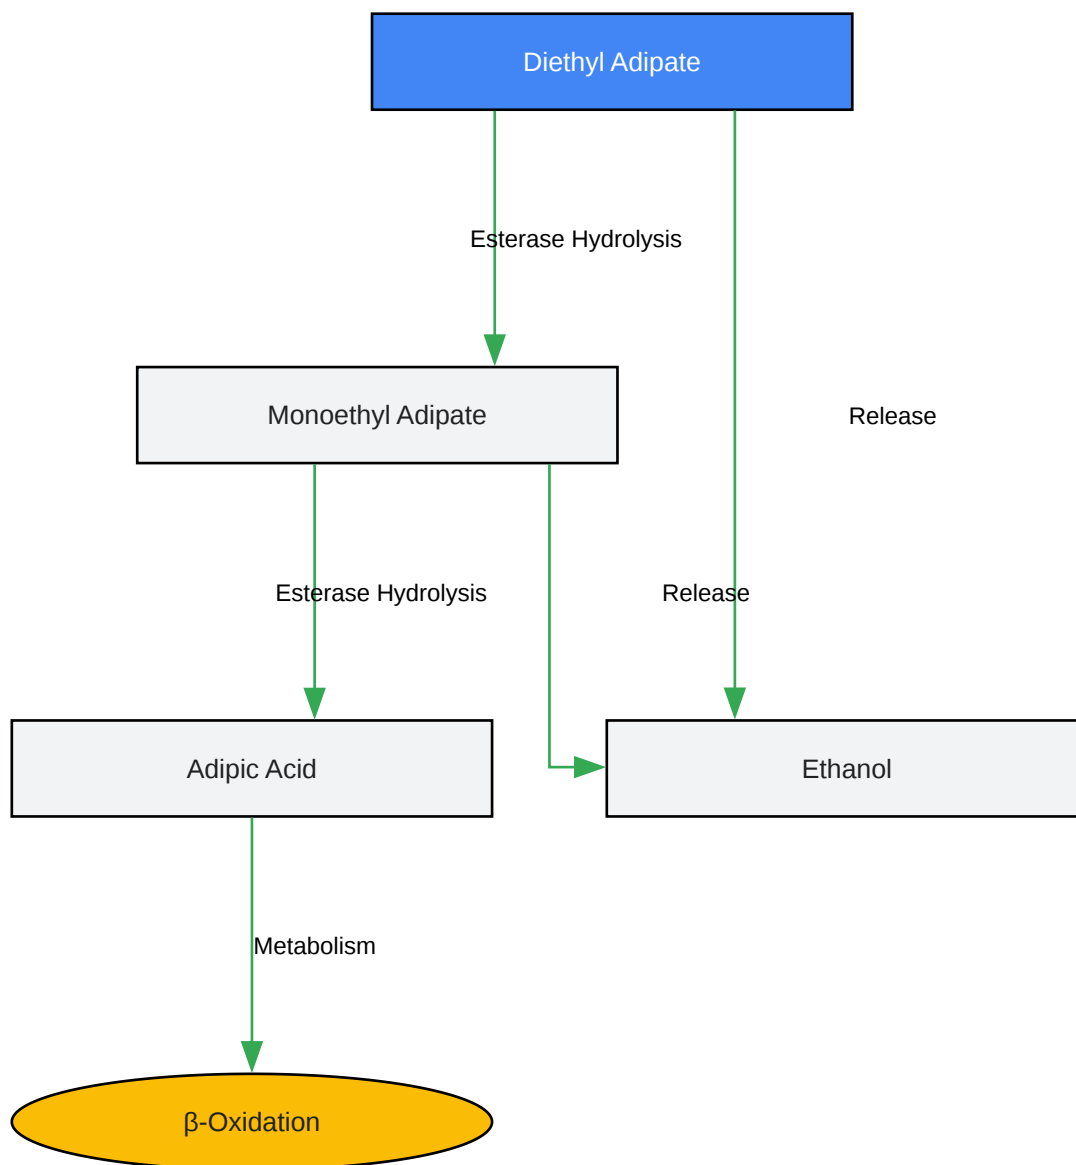 Diethyl Adipate
Esterase Hydrolysis
Monoethyl Adipate
Release
Esterase Hydrolysis
Release
Adipic Acid
Ethanol
Metabolism
β-Oxidation